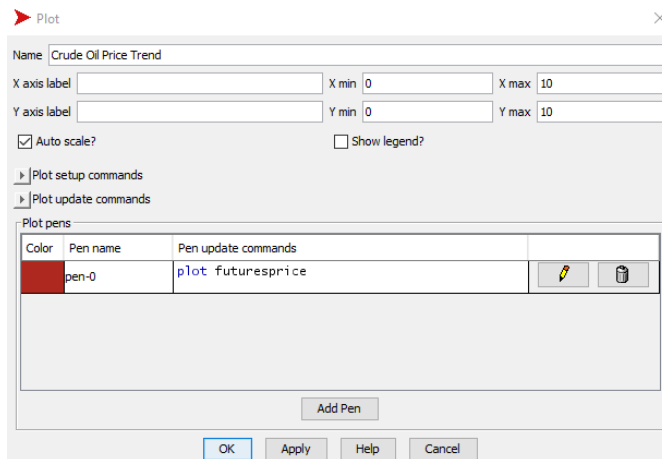 Plot
Name Crude Oil Price Trend
X axis label X min 0 X max 10
Y axis label Y min 0 Y max 10
Auto scale? Show legend?
Plot setup commands
Plot update commands
Plot pens
Color Pen name Pen update commands
pen-0 plot futuresprice
Add Pen
OK Apply Help Cancel